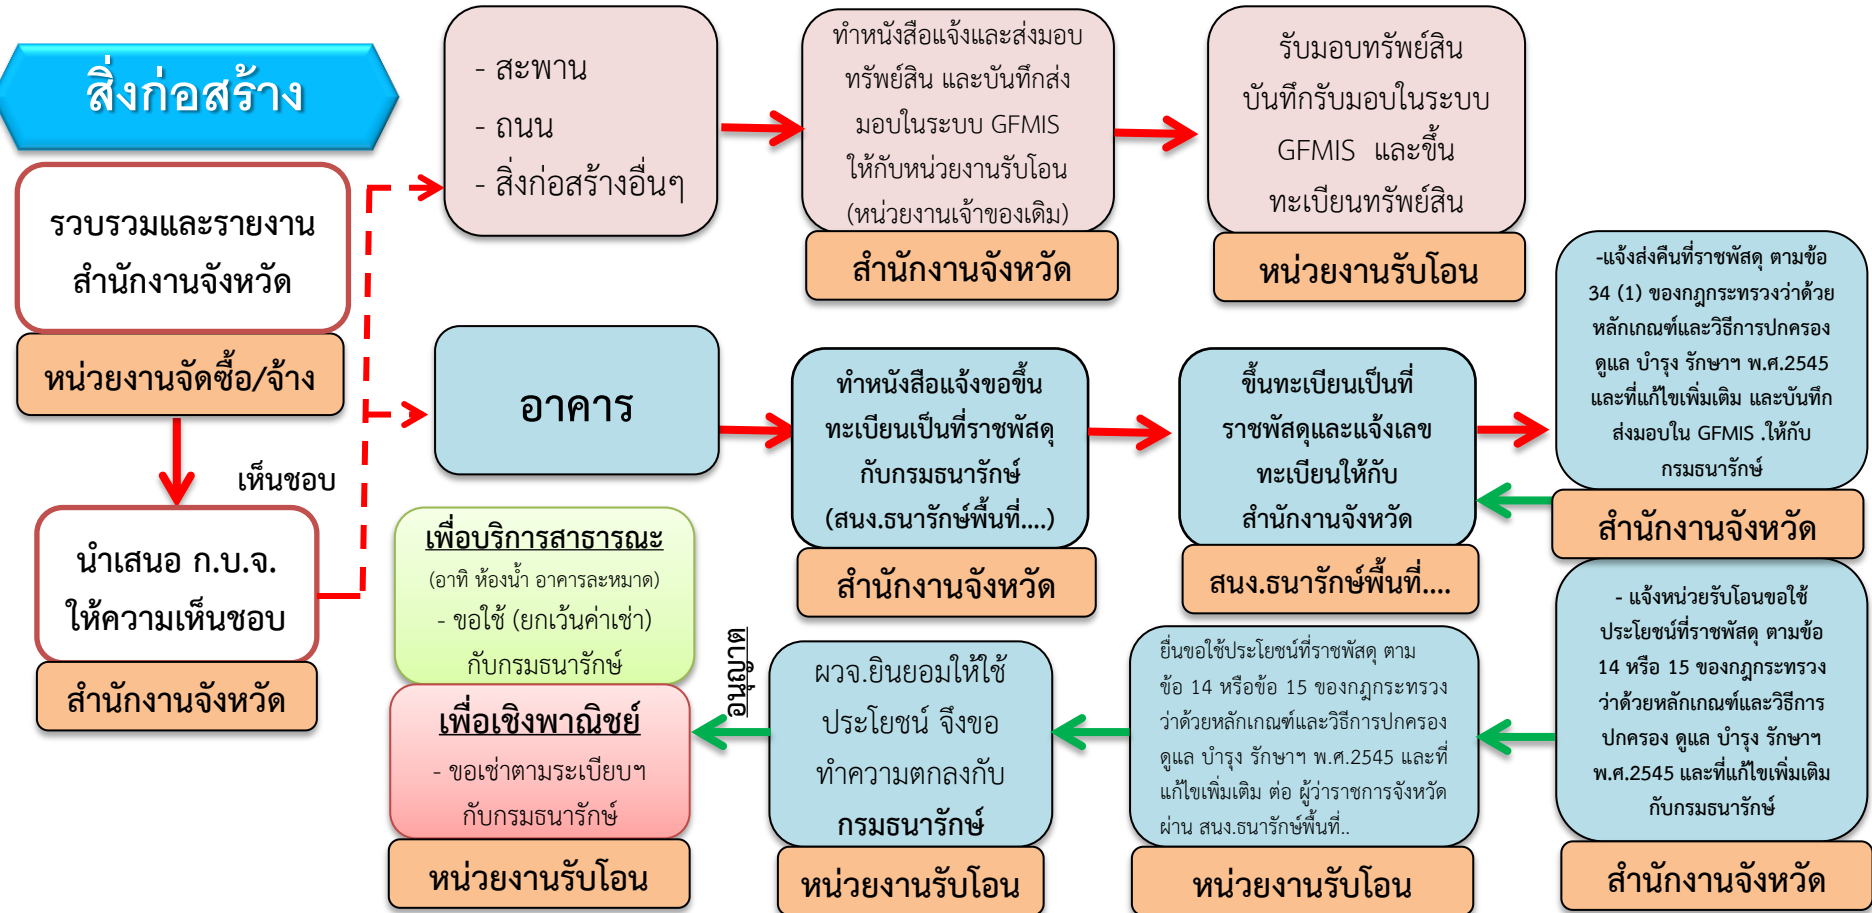 สิ่งก่อสร้าง
รวบรวมและรายงาน
สำนักงานจังหวัด
หน่วยงานจัดซื้อ/จ้าง
เห็นชอบ
นำเสนอ ก.บ.จ.
ให้ความเห็นชอบ
สำนักงานจังหวัด
- สะพาน
- ถนน
- สิ่งก่อสร้างอื่นๆ
ทำหนังสือแจ้งและส่งมอบ
ทรัพย์สิน และบันทึกส่ง
มอบในระบบ GFMIS
ให้กับหน่วยงานรับโอน
(หน่วยงานเจ้าของเดิม)
สำนักงานจังหวัด
รับมอบทรัพย์สิน
บันทึกรับมอบในระบบ
GFMIS และขึ้น
ทะเบียนทรัพย์สิน
หน่วยงานรับโอน
อาคาร
ทำหนังสือแจ้งขอขึ้น
ทะเบียนเป็นที่ราชพัสดุ
กับกรมธนารักษ์
(สนง.ธนารักษ์พื้นที่....)
สำนักงานจังหวัด
ขึ้นทะเบียนเป็นที่
ราชพัสดุและแจ้งเลข
ทะเบียนให้กับ
สำนักงานจังหวัด
สนง.ธนารักษ์พื้นที่....
-แจ้งส่งคืนที่ราชพัสดุ ตามข้อ
34 (1) ของกฎกระทรวงว่าด้วย
หลักเกณฑ์และวิธีการปกครอง
ดูแล บำรุง รักษาฯ พ.ศ.2545
และที่แก้ไขเพิ่มเติม และบันทึก
ส่งมอบใน GFMIS .ให้กับ
กรมธนารักษ์
สำนักงานจังหวัด
- แจ้งหน่วยรับโอนขอใช้
ประโยชน์ที่ราชพัสดุ ตามข้อ
14 หรือ 15 ของกฎกระทรวง
ว่าด้วยหลักเกณฑ์และวิธีการ
ปกครอง ดูแล บำรุง รักษาฯ
พ.ศ.2545 และที่แก้ไขเพิ่มเติม
กับกรมธนารักษ์
สำนักงานจังหวัด
ยื่นขอใช้ประโยชน์ที่ราชพัสดุ ตาม
ข้อ 14 หรือข้อ 15 ของกฎกระทรวง
ว่าด้วยหลักเกณฑ์และวิธีการปกครอง
ดูแล บำรุง รักษาฯ พ.ศ.2545 และที่
แก้ไขเพิ่มเติม ต่อ ผู้ว่าราชการจังหวัด
ผ่าน สนง.ธนารักษ์พื้นที่..
หน่วยงานรับโอน
ผวจ.ยินยอมให้ใช้
ประโยชน์ จึงขอ
ทำความตกลงกับ
กรมธนารักษ์
หน่วยงานรับโอน
อนุญาต
เพื่อบริการสาธารณะ
(อาทิ ห้องน้ำ อาคารละหมาด)
- ขอใช้ (ยกเว้นค่าเช่า)
กับกรมธนารักษ์
เพื่อเชิงพาณิชย์
- ขอเช่าตามระเบียบฯ
กับกรมธนารักษ์
หน่วยงานรับโอน